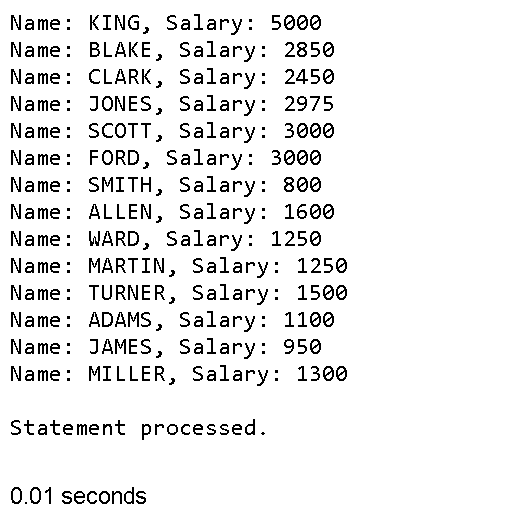 Name: KING, Salary: 5000
Name: BLAKE, Salary: 2850
Name: CLARK, Salary: 2450
Name: JONES, Salary: 2975
Name: SCOTT, Salary: 3000
Name: FORD, Salary: 3000
Name: SMITH, Salary: 800
Name: ALLEN, Salary: 1600
Name: WARD, Salary: 1250
Name: MARTIN, Salary: 1250
Name: TURNER, Salary: 1500
Name: ADAMS, Salary: 1100
Name: JAMES, Salary: 950
Name: MILLER, Salary: 1300
Statement processed.
0.01 seconds